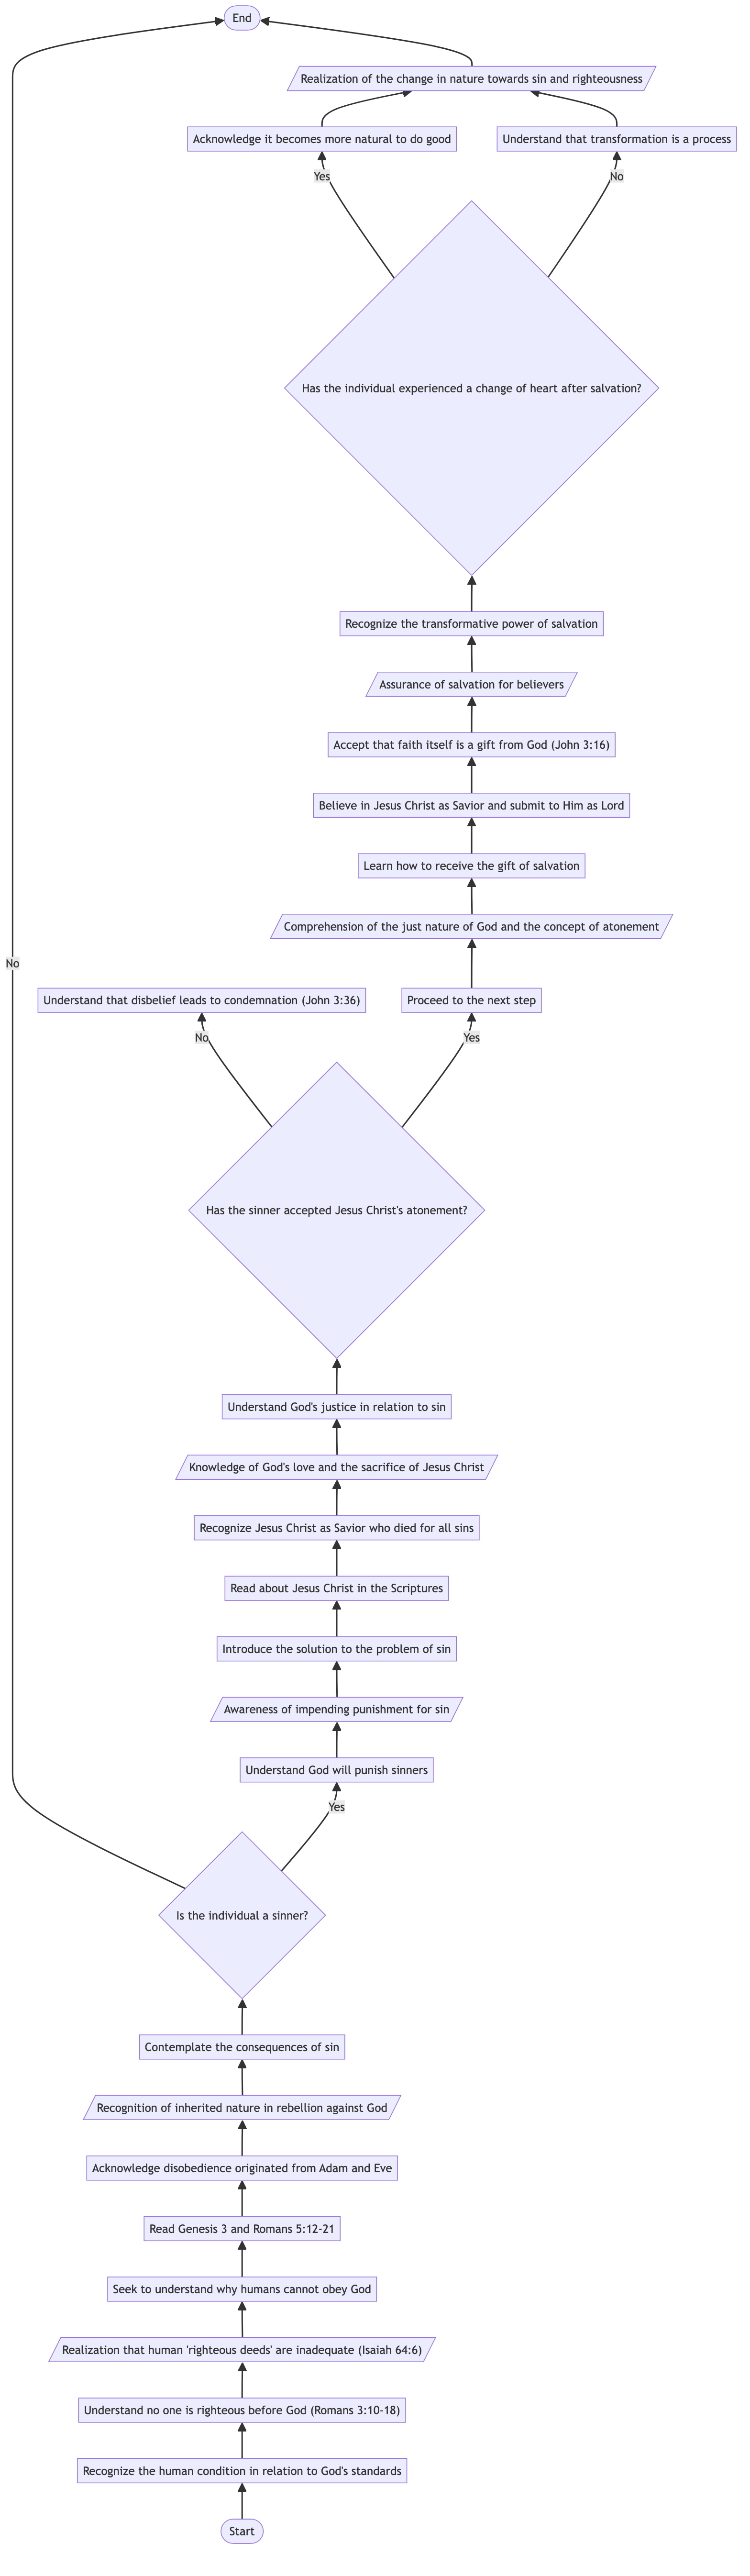 End
Realization of the change in nature towards sin and righteousness
Acknowledge it becomes more natural to do good
Understand that transformation is a process
Yes
No
Has the individual experienced a change of heart after salvation?
Recognize the transformative power of salvation
Assurance of salvation for believers
Accept that faith itself is a gift from God (John 3:16)
Believe in Jesus Christ as Savior and submit to Him as Lord
Learn how to receive the gift of salvation
Comprehension of the just nature of God and the concept of atonement
No
Understand that disbelief leads to condemnation (John 3:36)
Proceed to the next step
No
Yes
Has the sinner accepted Jesus Christ's atonement?
Understand God's justice in relation to sin
Knowledge of God's love and the sacrifice of Jesus Christ
Recognize Jesus Christ as Savior who died for all sins
Read about Jesus Christ in the Scriptures
Introduce the solution to the problem of sin
Awareness of impending punishment for sin
Understand God will punish sinners
Yes
Is the individual a sinner?
Contemplate the consequences of sin
Recognition of inherited nature in rebellion against God
Acknowledge disobedience originated from Adam and Eve
Read Genesis 3 and Romans 5:12-21
Seek to understand why humans cannot obey God
Realization that human 'righteous deeds' are inadequate (Isaiah 64:6)
Understand no one is righteous before God (Romans 3:10-18)
Recognize the human condition in relation to God's standards
Start